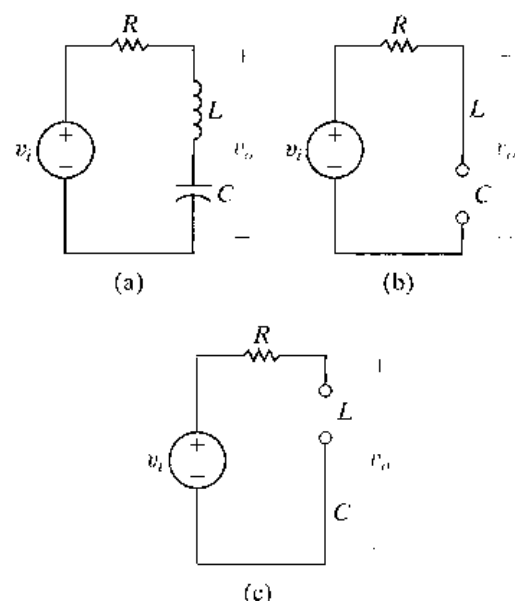 R R
+
L L
+ +
v_i v_o v_i v_o
− −
C C
−
(a) (b)
R
+
L
+
v_i v_o
−
C
(c)